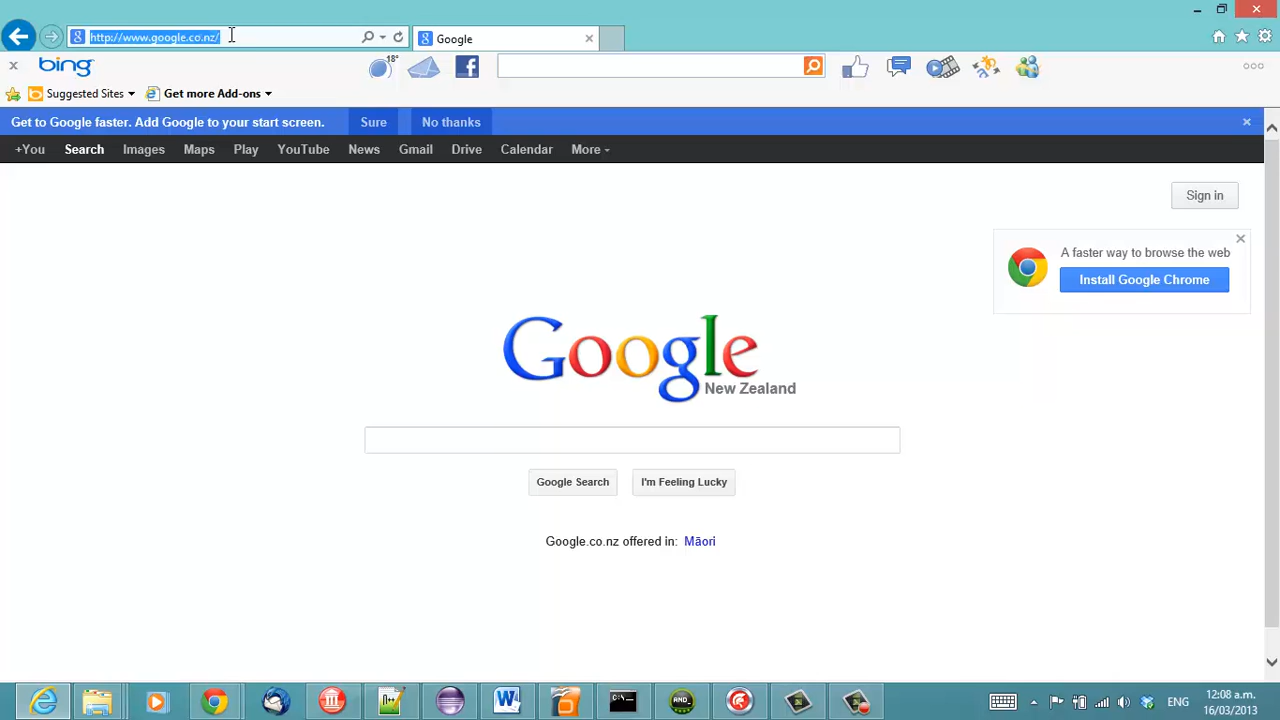 http://www.google.co.nz/
Google
bing
18°
Suggested Sites
Get more Add-ons
Get to Google faster. Add Google to your start screen.
Sure
No thanks
+You Search Images Maps Play YouTube News Gmail Drive Calendar More
Sign in
A faster way to browse the web
Install Google Chrome
Google
New Zealand
Google Search
I'm Feeling Lucky
Google.co.nz offered in: Māori
ENG
12:08 a.m.
16/03/2013